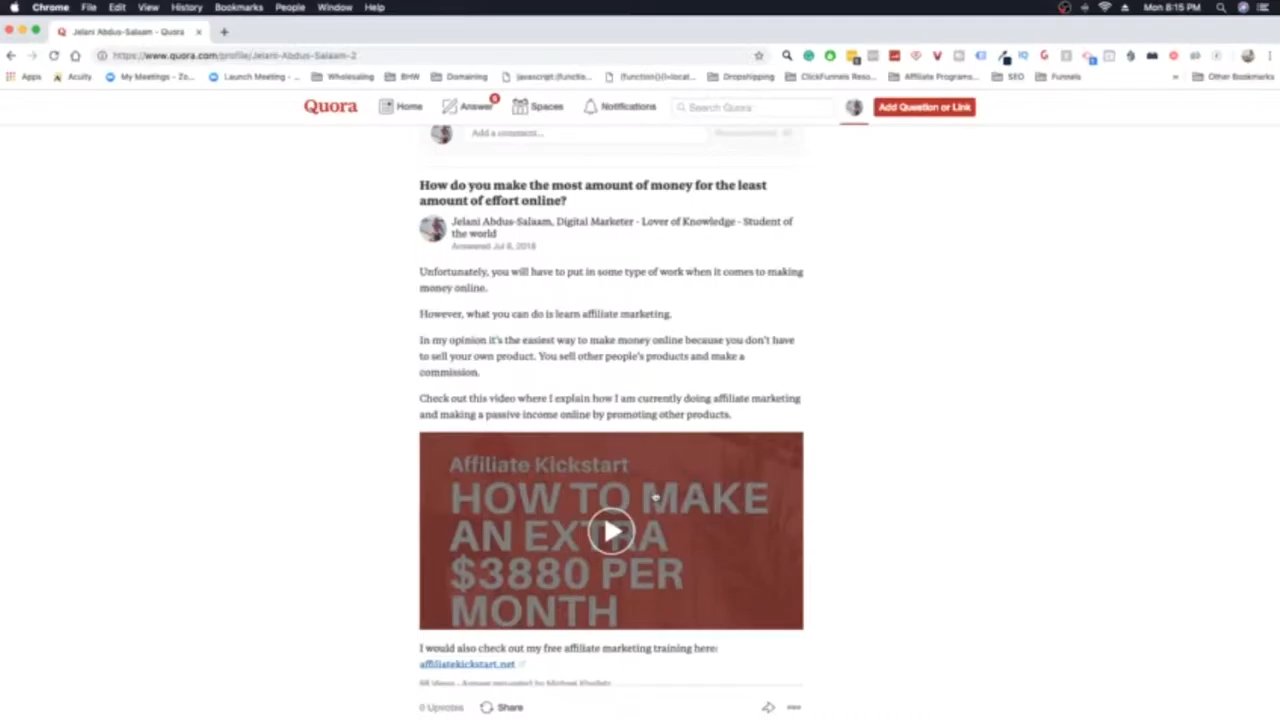 Chrome File Edit View History Bookmarks People Window Help Mon 8:15 PM
Jelani Abdus-Salaam - Quora
https://www.quora.com/profile/Jelani-Abdus-Salaam-2
Apps Acuity My Meetings - Zo... Launch Meeting - ... Wholesaling BHW Domaining javascript:(functio... (function(){=locat... Dropshipping ClickFunnels Reso... Affiliate Programs... SEO Funnels » Other Bookmarks
Quora Home Answer Spaces Notifications Search Quora Add Question or Link
Add a comment...
How do you make the most amount of money for the least
amount of effort online?
Jelani Abdus-Salaam, Digital Marketer - Lover of Knowledge - Student of
the world
Answered Jul 6, 2018
Unfortunately, you will have to put in some type of work when it comes to making
money online.
However, what you can do is learn affiliate marketing.
In my opinion it's the easiest way to make money online because you don't have
to sell your own product. You sell other people's products and make a
commission.
Check out this video where I explain how I am currently doing affiliate marketing
and making a passive income online by promoting other products.
Affiliate Kickstart
HOW TO MAKE
AN EXTRA
$3880 PER
MONTH
I would also check out my free affiliate marketing training here:
affiliatekickstart.net
0 Upvotes Share